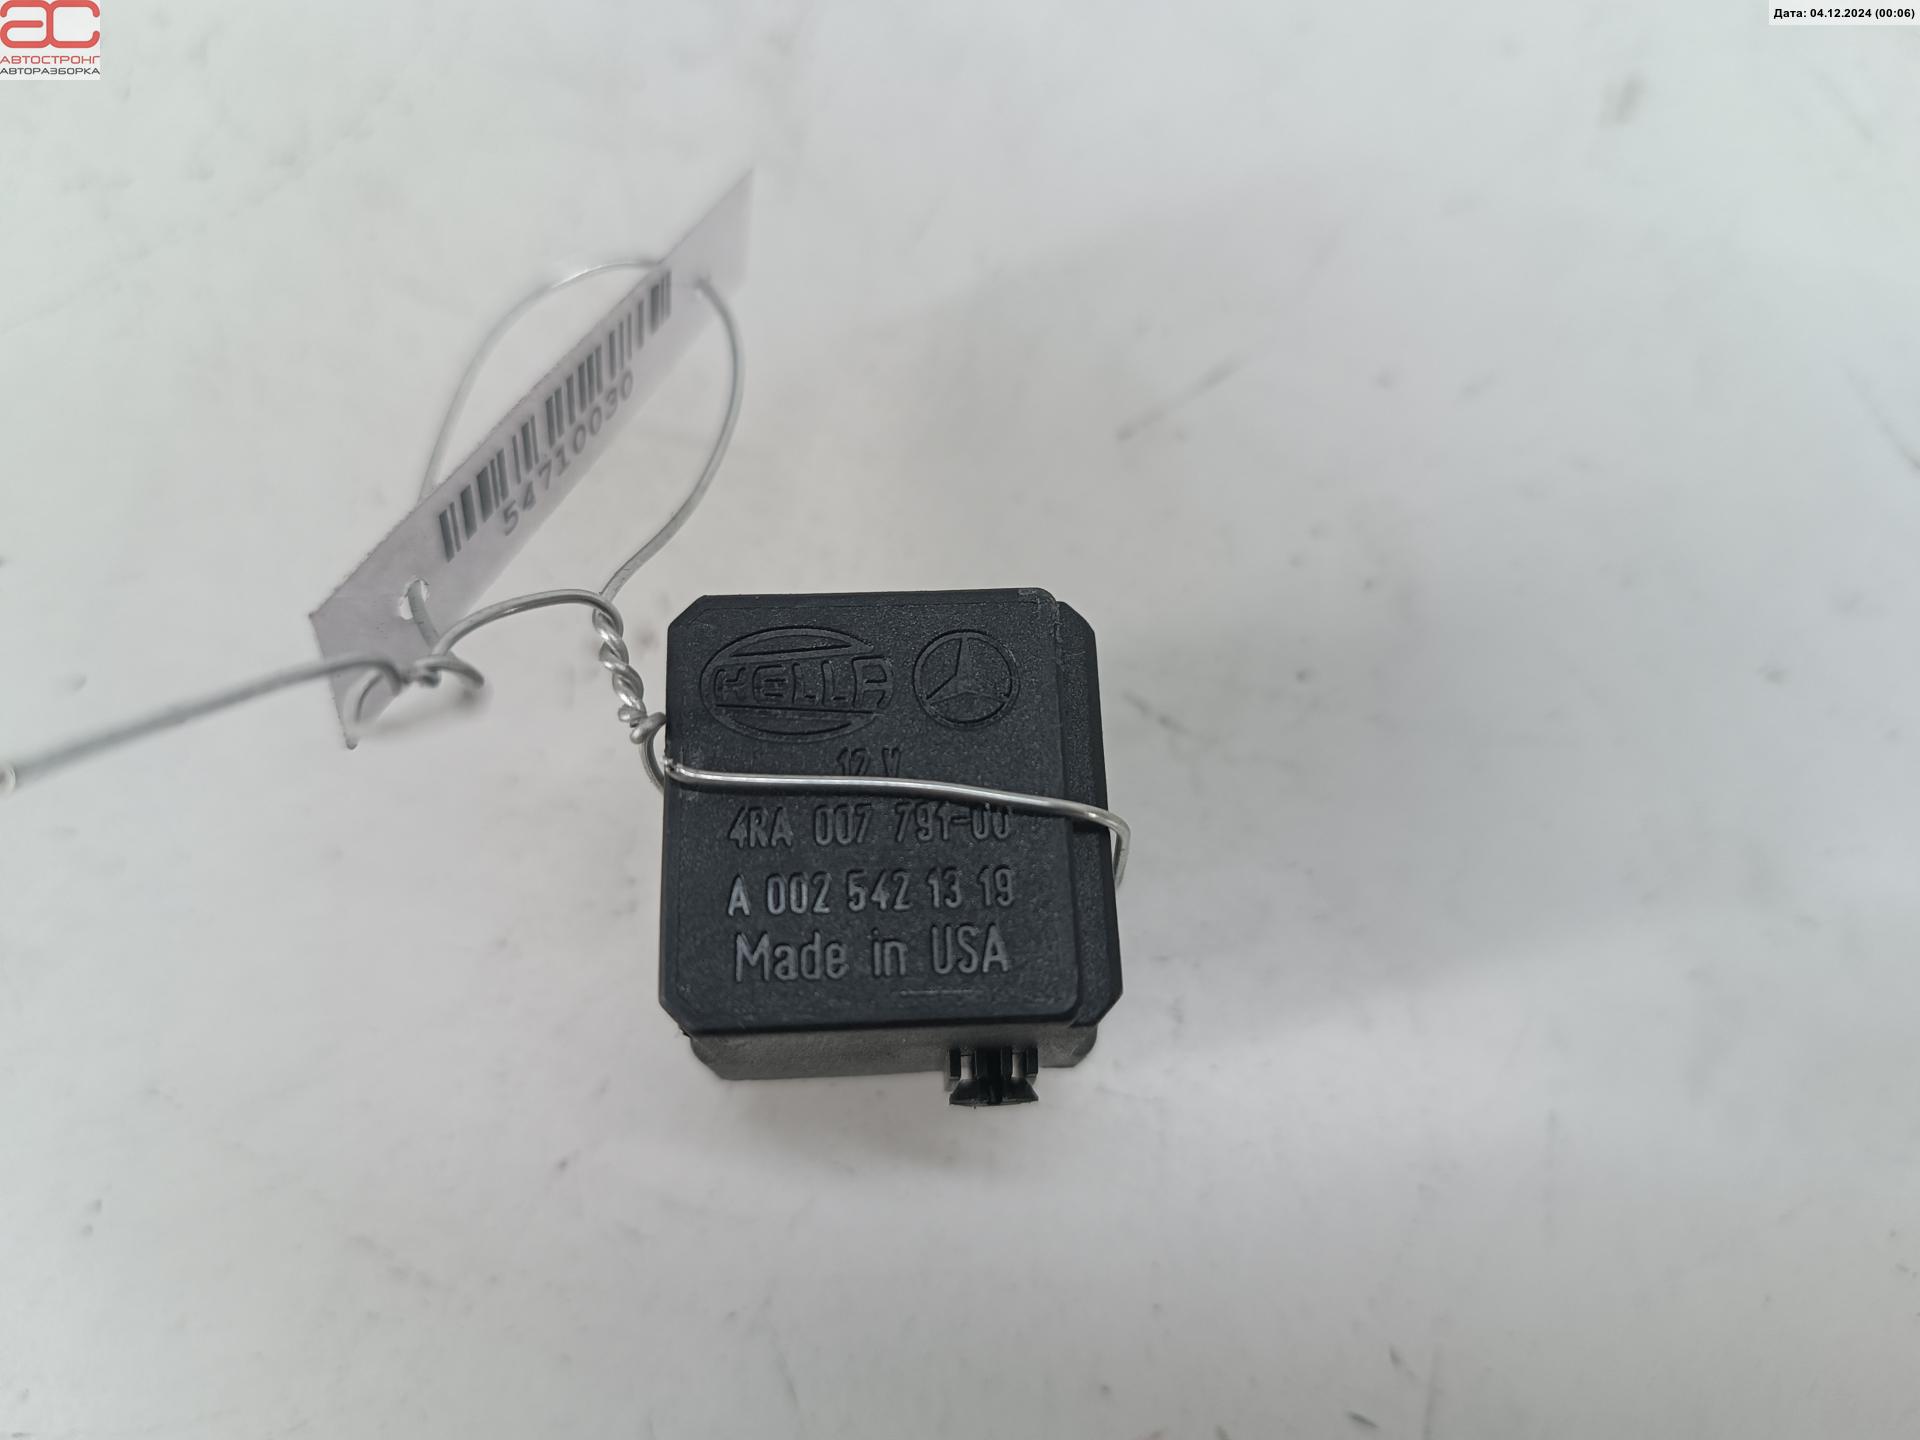 АС
АВТОСТРОНГ
АВТОРАЗБОРКА
Дата: 04.12.2024 (00:06)
54710030
HELLA
12 V
4RA 007 791-00
A 002 542 13 19
Made in USA